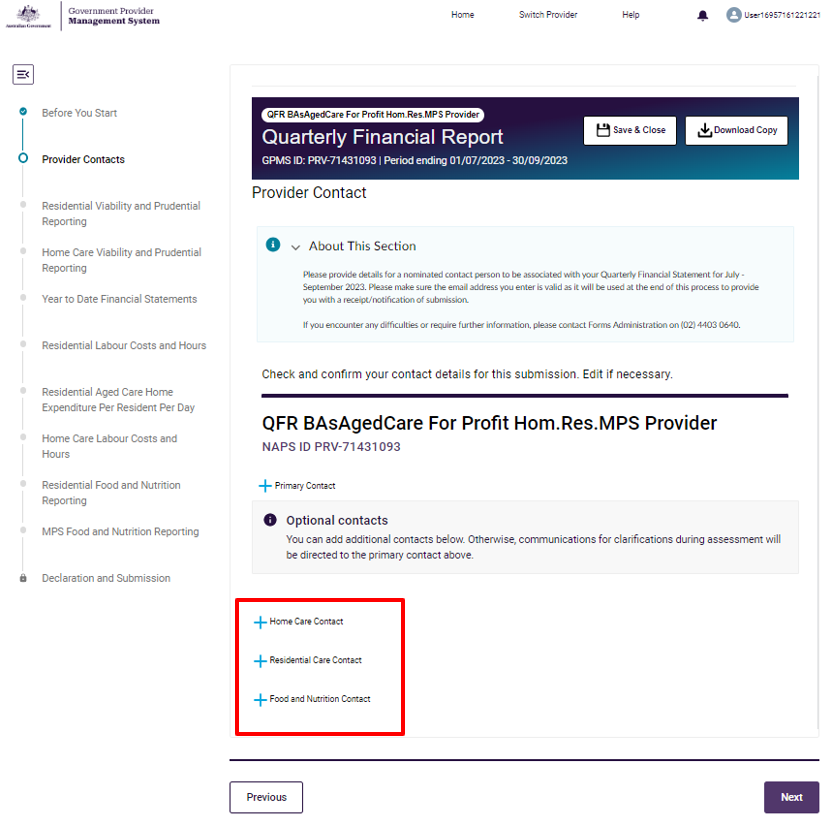 Australian Government
Government Provider
Management System
Home
Switch Provider
Help
User16957161221221
Before You Start
Provider Contacts
Residential Viability and Prudential
Reporting
Home Care Viability and Prudential
Reporting
Year to Date Financial Statements
Residential Labour Costs and Hours
Residential Aged Care Home
Expenditure Per Resident Per Day
Home Care Labour Costs and
Hours
Residential Food and Nutrition
Reporting
MPS Food and Nutrition Reporting
Declaration and Submission
QFR BAsAgedCare For Profit Hom.Res.MPS Provider
Quarterly Financial Report
GPMS ID: PRV-71431093 | Period ending 01/07/2023 - 30/09/2023
Save & Close
Download Copy
Provider Contact
About This Section
Please provide details for a nominated contact person to be associated with your Quarterly Financial Statement for July -
September 2023. Please make sure the email address you enter is valid as it will be used at the end of this process to provide
you with a receipt/notification of submission.
If you encounter any difficulties or require further information, please contact Forms Administration on (02) 4403 0640.
Check and confirm your contact details for this submission. Edit if necessary.
QFR BAsAgedCare For Profit Hom.Res.MPS Provider
NAPS ID PRV-71431093
Primary Contact
Optional contacts
You can add additional contacts below. Otherwise, communications for clarifications during assessment will
be directed to the primary contact above.
Home Care Contact
Residential Care Contact
Food and Nutrition Contact
Previous
Next